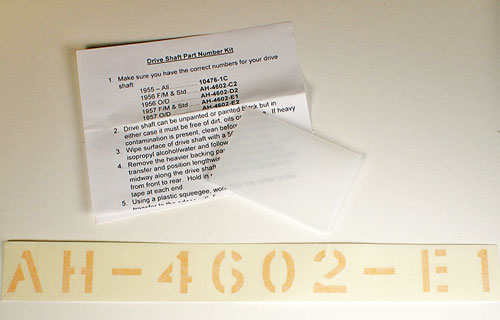 Drive Shaft Part Number Kit
1. Make sure you have the correct numbers for your drive
shaft:
1955 – All.......... 10476-1C
1956 F/M & Std.... AH-4602-C2
1956 O/D.......... AH-4602-D2
1957 F/M & Std.... AH-4602-E1
1957 O/D.......... AH-4602-E2
2. Drive shaft can be unpainted or painted black but in
either case it must be free of dirt, oils or If heavy
contamination is present, clean before
3. Wipe surface of drive shaft with a
isopropyl alcohol/water and follow
4. Remove the heavier backing
transfer and position lengthwise
midway along the drive shaft
from front to rear. Hold in
tape at each end.
5. Using a plastic squeegee,
AH-4602-E1